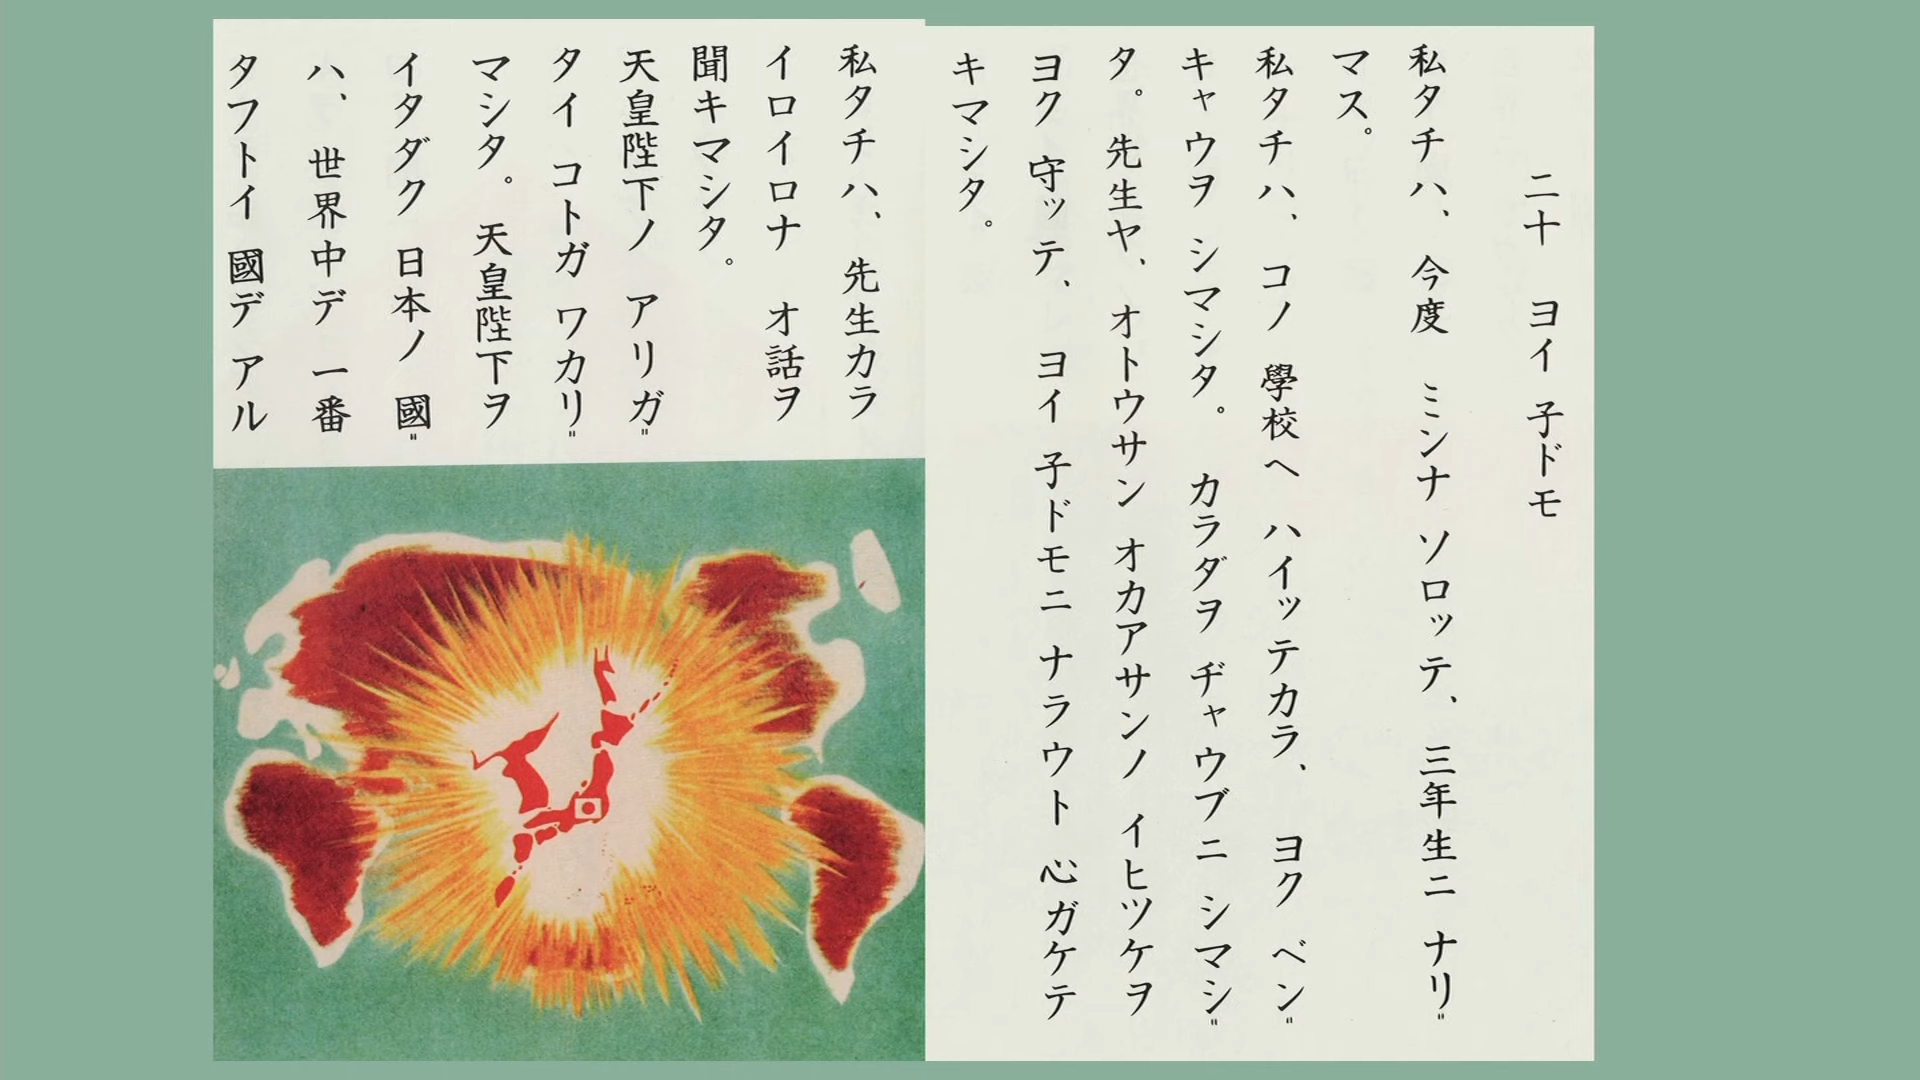 二十 ヨイ 子ドモ
私タチハ、今度 ミンナ ソロッテ、三年生ニ ナリ〃
マス。
私タチハ、コノ 學校ヘ ハイッテカラ、ヨク ベン〃
キャウヲ シマシタ。カラダヲ ヂャウブニ シマシ〃
タ。先生ヤ、オトウサン オカアサンノ イヒツケヲ
ヨク 守ッテ、ヨイ 子ドモニ ナラウト 心ガケテ
キマシタ。
私タチハ、先生カラ
イロイロナ オ話ヲ
聞キマシタ。
天皇陛下ノ アリガ〃
タイ コトガ ワカリ〃
マシタ。天皇陛下ヲ
イタダク 日本ノ 國〃
ハ、世界中デ 一番
タフトイ 國デ アル